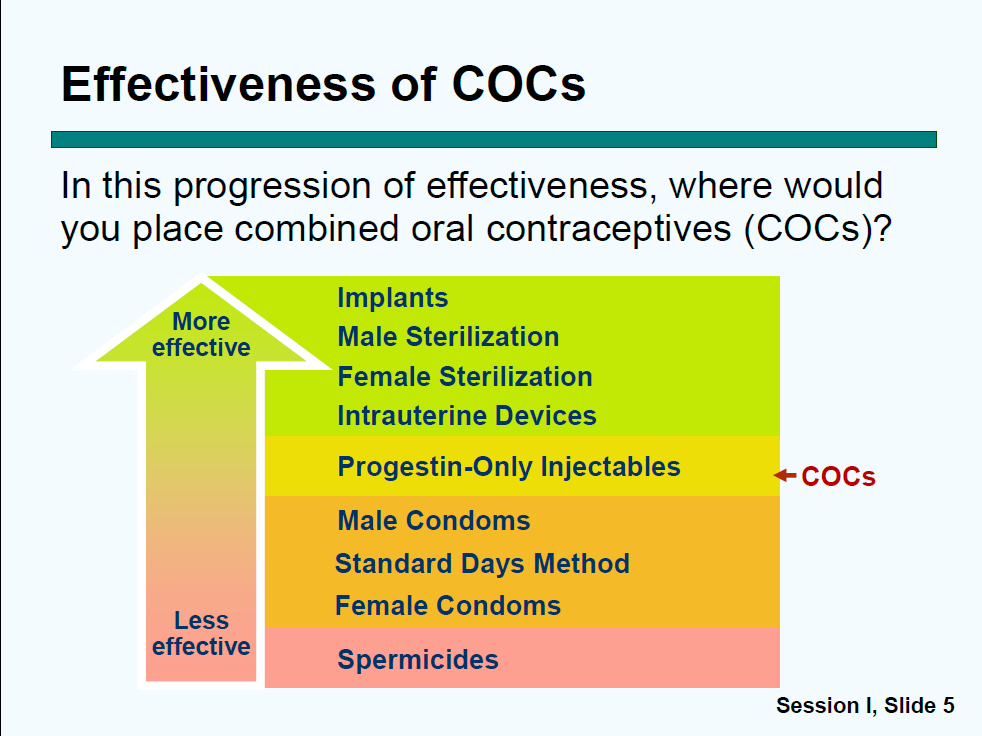 Effectiveness of COCs
In this progression of effectiveness, where would
you place combined oral contraceptives (COCs)?
More
effective
Implants
Male Sterilization
Female Sterilization
Intrauterine Devices
Progestin-Only Injectables
COCs
Male Condoms
Standard Days Method
Female Condoms
Less
effective
Spermicides
Session I, Slide 5